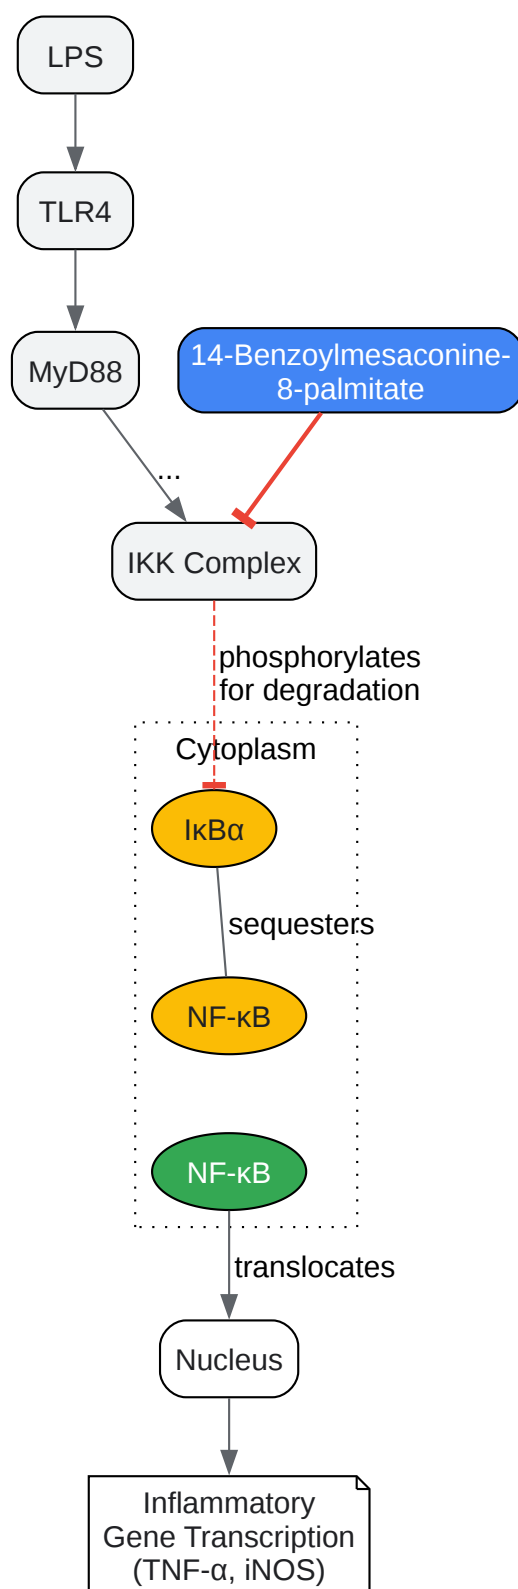 LPS
TLR4
MyD88
14-Benzoylmesaconine-
8-palmitate
...
IKK Complex
phosphorylates
for degradation
Cytoplasm
IκBα
sequesters
NF-κB
NF-κB
translocates
Nucleus
Inflammatory
Gene Transcription
(TNF-α, iNOS)